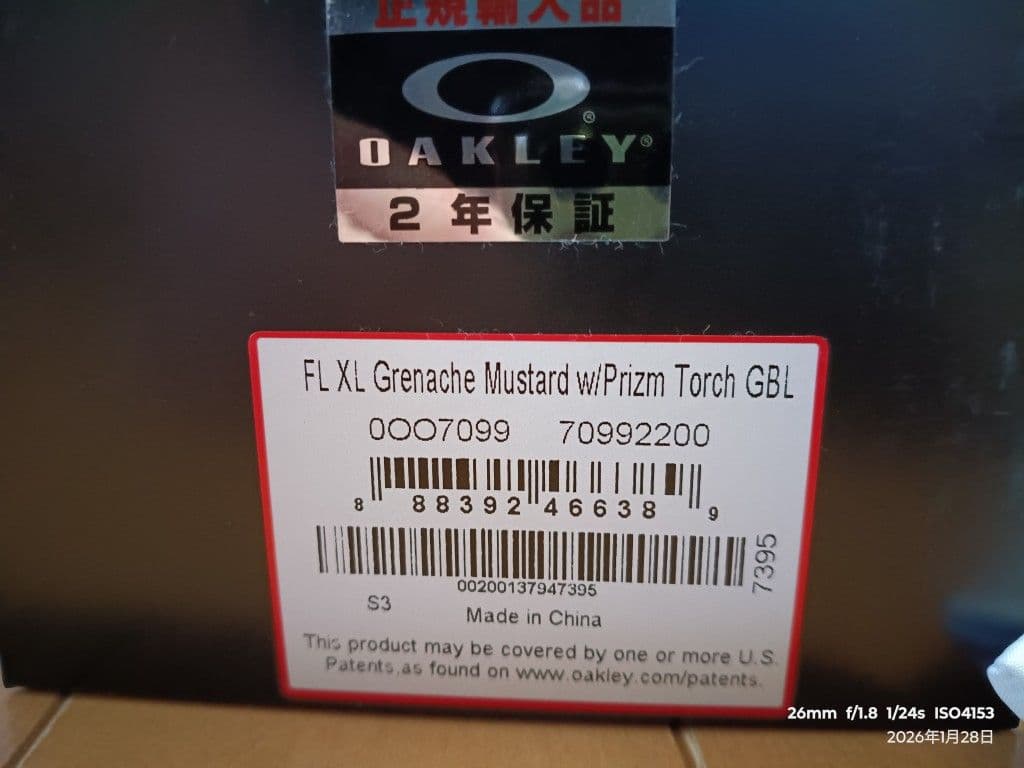 正規輸入品
OAKLEY®
2年保証
FL XL Grenache Mustard w/Prizm Torch GBL
0OO7099 70992200
8 88392 46638 9
7395
00200137947395
S3
Made in China
This product may be covered by one or more U.S.
Patents,as found on www.oakley.com/patents.
26mm f/1.8 1/24s ISO4153
2026年1月28日